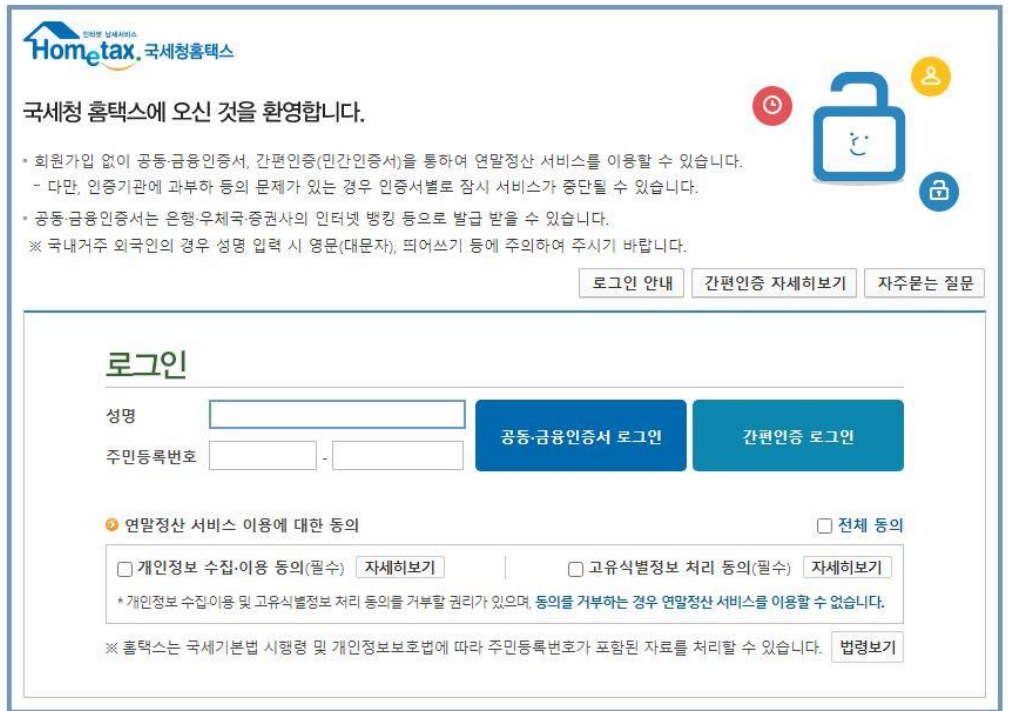 인터넷 납세서비스
Hometax. 국세청홈택스
국세청 홈택스에 오신 것을 환영합니다.
▪ 회원가입 없이 공동·금융인증서, 간편인증(민간인증서)을 통하여 연말정산 서비스를 이용할 수 있습니다.
- 다만, 인증기관에 과부하 등의 문제가 있는 경우 인증서별로 잠시 서비스가 중단될 수 있습니다.
▪ 공동·금융인증서는 은행·우체국·증권사의 인터넷 뱅킹 등으로 발급 받을 수 있습니다.
※ 국내거주 외국인의 경우 성명 입력 시 영문(대문자), 띄어쓰기 등에 주의하여 주시기 바랍니다.
로그인 안내 간편인증 자세히보기 자주묻는 질문
로그인
성명
주민등록번호 -
공동·금융인증서 로그인 간편인증 로그인
연말정산 서비스 이용에 대한 동의 전체 동의
개인정보 수집·이용 동의(필수) 자세히보기 고유식별정보 처리 동의(필수) 자세히보기
* 개인정보 수집·이용 및 고유식별정보 처리 동의를 거부할 권리가 있으며, 동의를 거부하는 경우 연말정산 서비스를 이용할 수 없습니다.
※ 홈택스는 국세기본법 시행령 및 개인정보보호법에 따라 주민등록번호가 포함된 자료를 처리할 수 있습니다. 법령보기